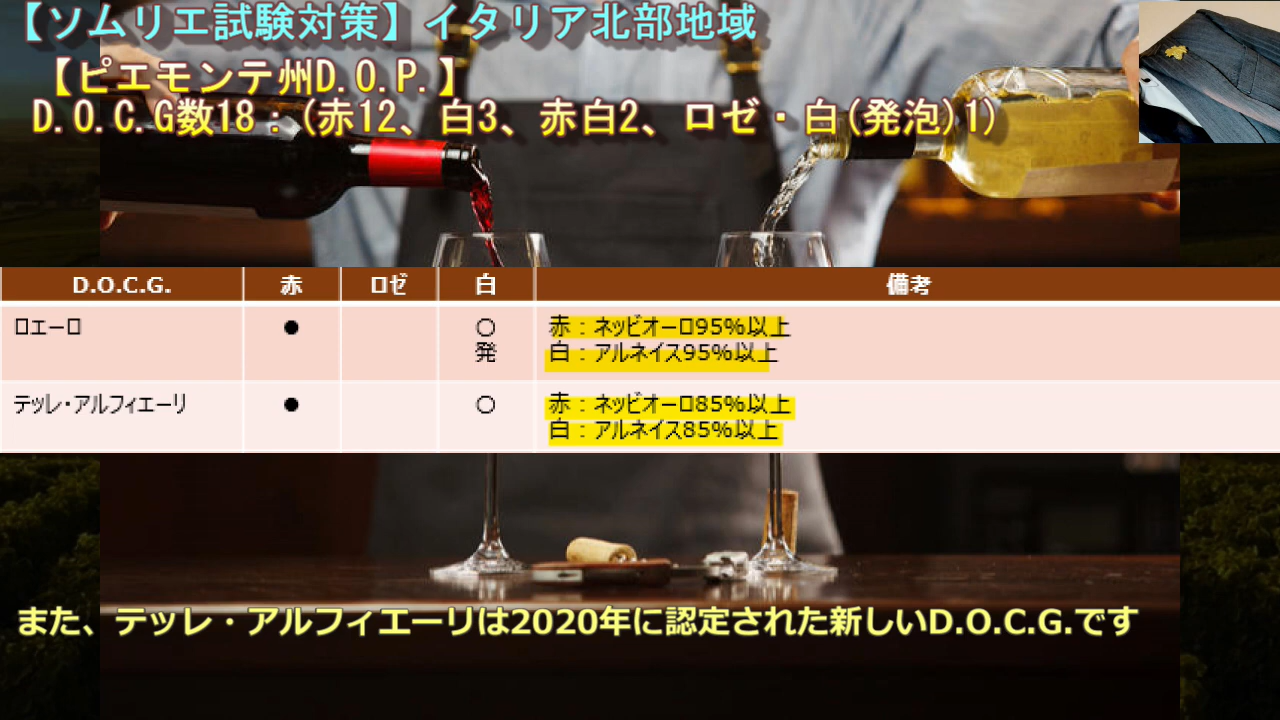 【ソムリエ試験対策】イタリア北部地域
【ピエモンテ州D.O.P.】
D.O.C.G数18：(赤12、白3、赤白2、ロゼ・白(発泡)1)
D.O.C.G. 赤 ロゼ 白 備考
ロエーロ ● ○ 赤：ネッビオーロ95%以上
発 白：アルネイス95%以上
テッレ・アルフィエーリ ● ○ 赤：ネッビオーロ85%以上
白：アルネイス85%以上
また、テッレ・アルフィエーリは2020年に認定された新しいD.O.C.G.です